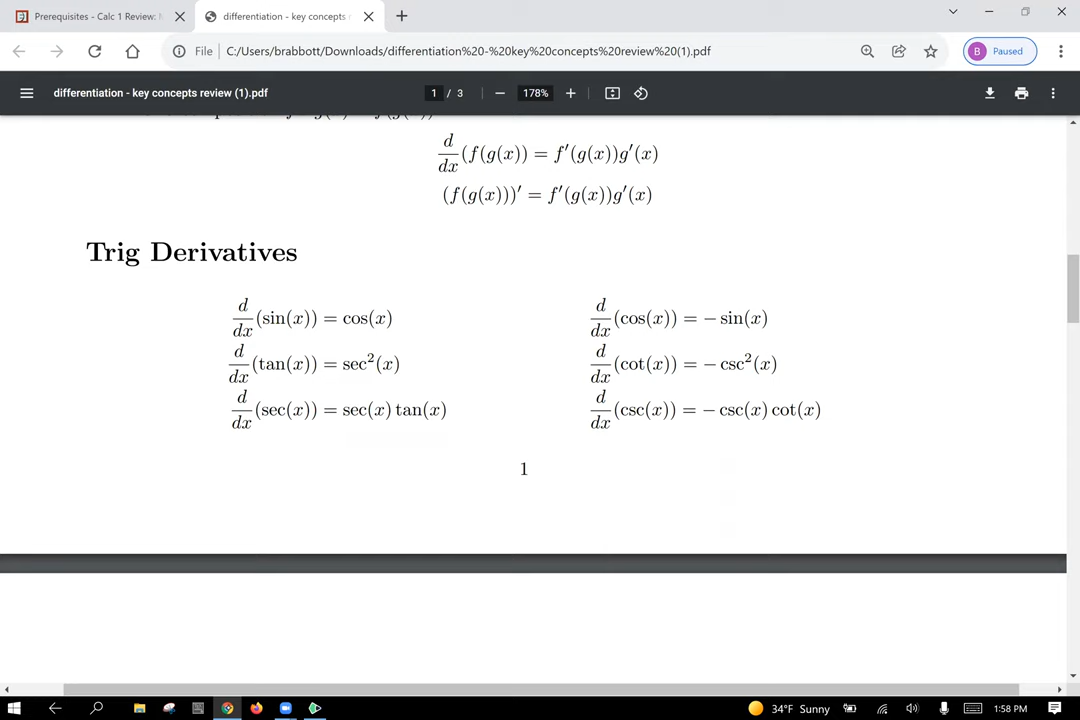 Prerequisites - Calc 1 Review:
differentiation - key concepts r
File C:/Users/brabbott/Downloads/differentiation%20-%20key%20concepts%20review%20(1).pdf
B Paused
differentiation - key concepts review (1).pdf 1 / 3 − 178% +
d/dx (f(g(x)) = f′(g(x))g′(x)
(f(g(x)))′ = f′(g(x))g′(x)
Trig Derivatives
d/dx (sin(x)) = cos(x) d/dx (cos(x)) = − sin(x)
d/dx (tan(x)) = sec²(x) d/dx (cot(x)) = − csc²(x)
d/dx (sec(x)) = sec(x) tan(x) d/dx (csc(x)) = − csc(x) cot(x)
1
34°F Sunny 1:58 PM